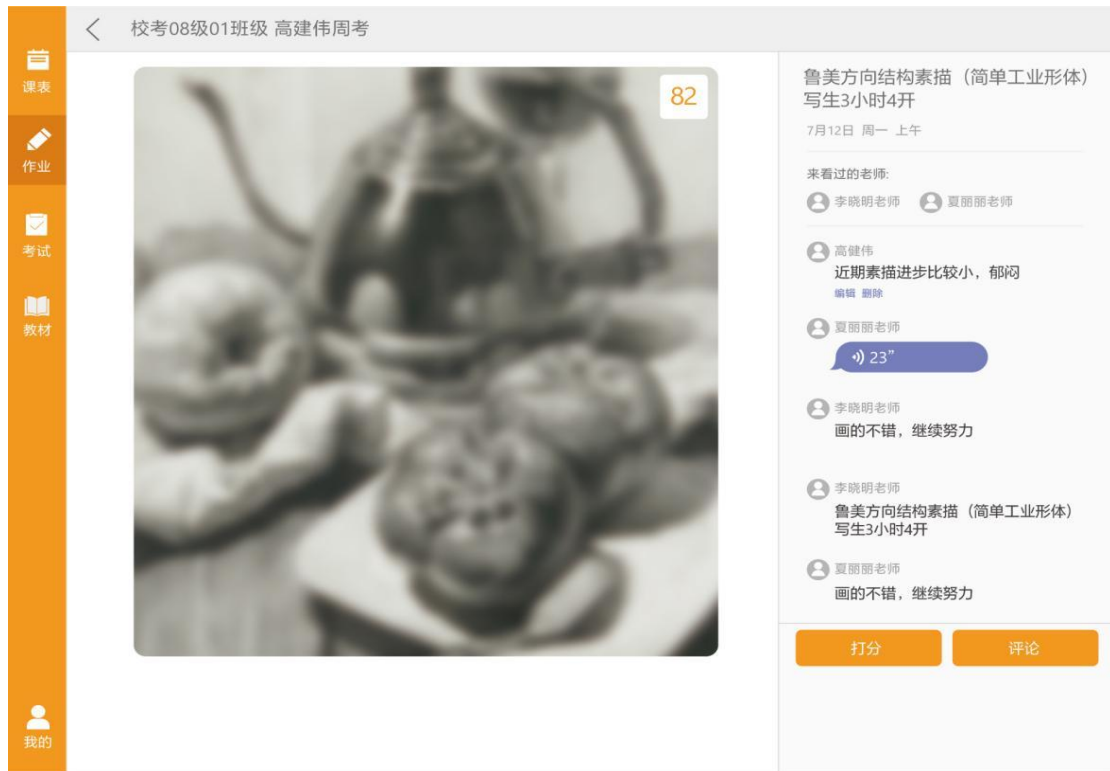 校考08级01班级 高建伟周考
课表
作业
考试
教材
我的
82
鲁美方向结构素描（简单工业形体）
写生3小时4开
7月12日 周一 上午
来看过的老师:
李晓明老师 夏丽丽老师
高健伟
近期素描进步比较小，郁闷
编辑 删除
夏丽丽老师
23”
李晓明老师
画的不错，继续努力
李晓明老师
鲁美方向结构素描（简单工业形体）
写生3小时4开
夏丽丽老师
画的不错，继续努力
打分 评论